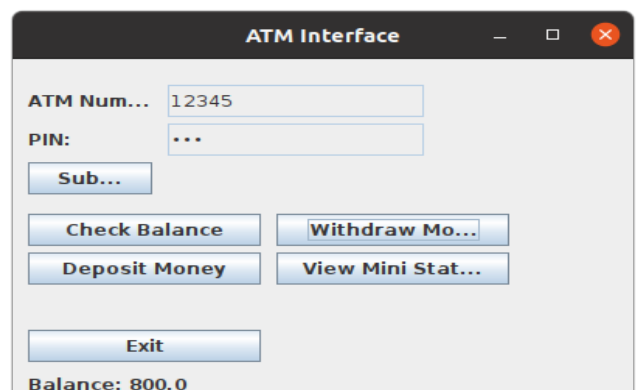 ATM Interface
ATM Num... 12345
PIN: •••
Sub...
Check Balance Withdraw Mo...
Deposit Money View Mini Stat...
Exit
Balance: 800.0